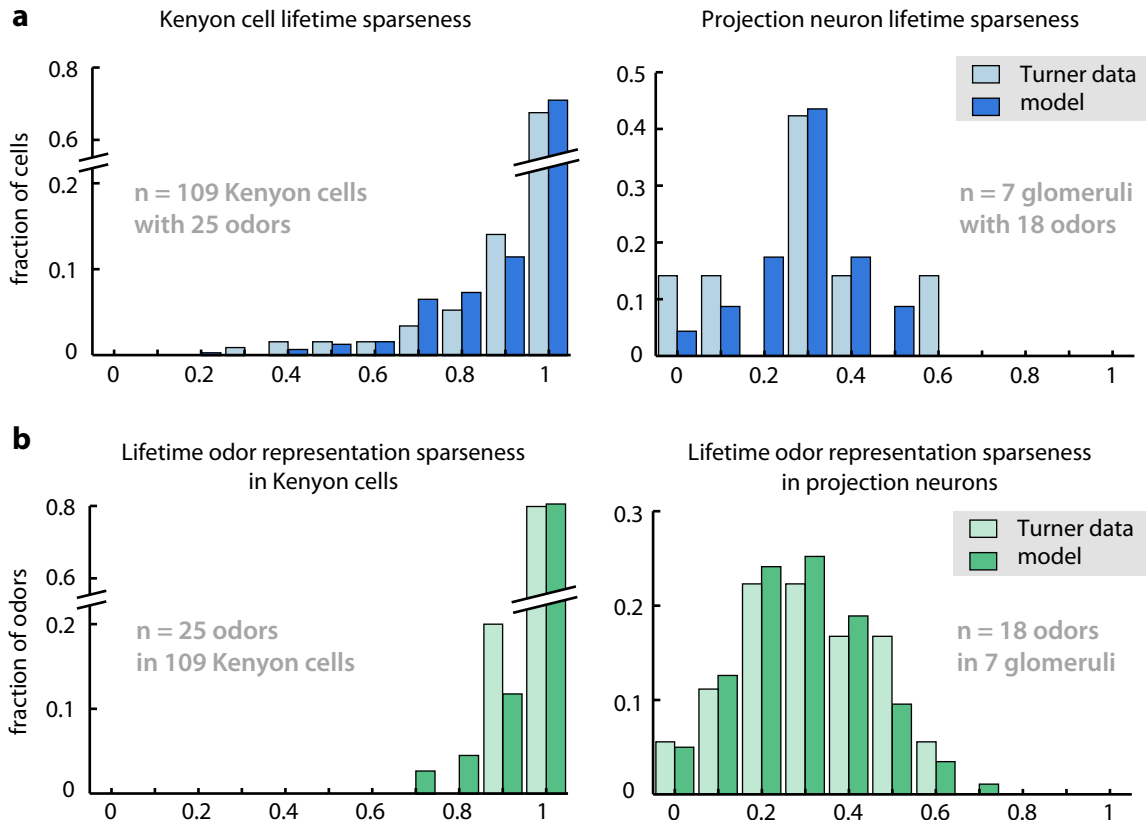 a
Kenyon cell lifetime sparseness
Projection neuron lifetime sparseness
fraction of cells
0.8
0.6
0.2
0.1
0
n = 109 Kenyon cells
with 25 odors
0 0.2 0.4 0.6 0.8 1
0.5
0.4
0.3
0.2
0.1
0
Turner data
model
n = 7 glomeruli
with 18 odors
0 0.2 0.4 0.6 0.8 1
b
Lifetime odor representation sparseness
in Kenyon cells
Lifetime odor representation sparseness
in projection neurons
fraction of odors
0.8
0.6
0.2
0.1
0
n = 25 odors
in 109 Kenyon cells
0 0.2 0.4 0.6 0.8 1
0.3
0.2
0.1
0
Turner data
model
n = 18 odors
in 7 glomeruli
0 0.2 0.4 0.6 0.8 1